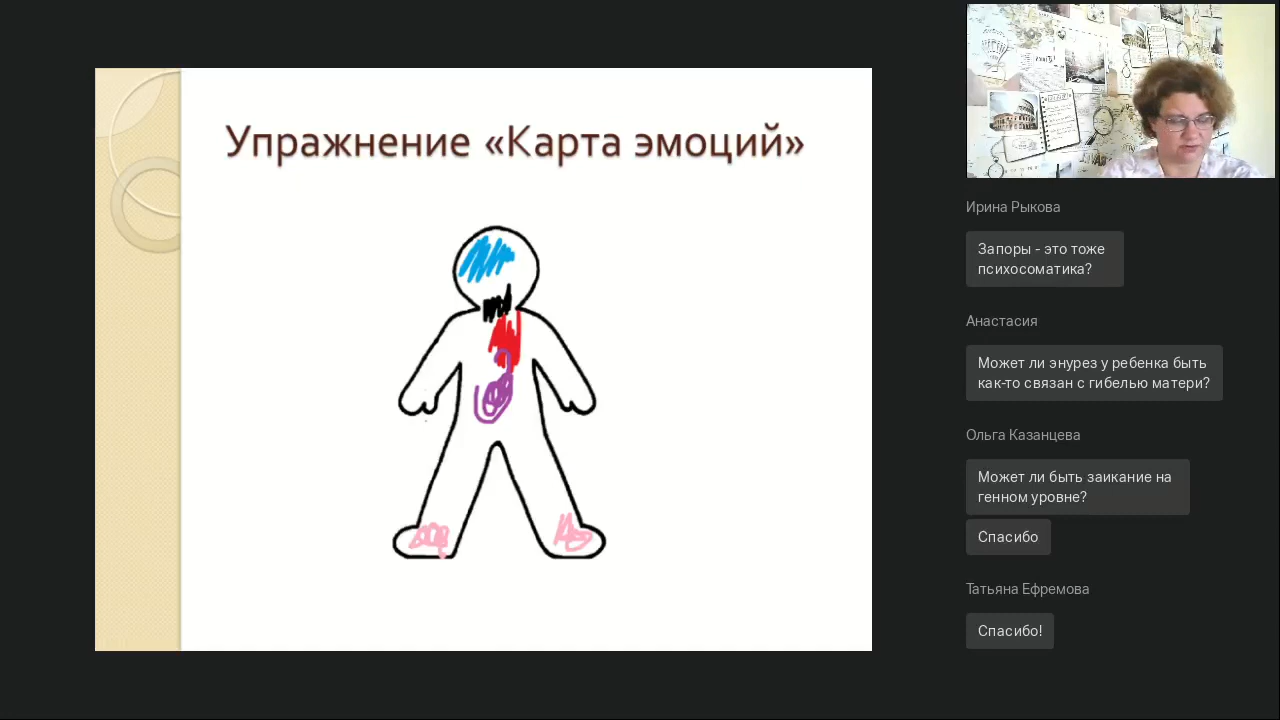 Упражнение «Карта эмоций»
Ирина Рыкова
Запоры - это тоже
психосоматика?
Анастасия
Может ли энурез у ребенка быть
как-то связан с гибелью матери?
Ольга Казанцева
Может ли быть заикание на
генном уровне?
Спасибо
Татьяна Ефремова
Спасибо!